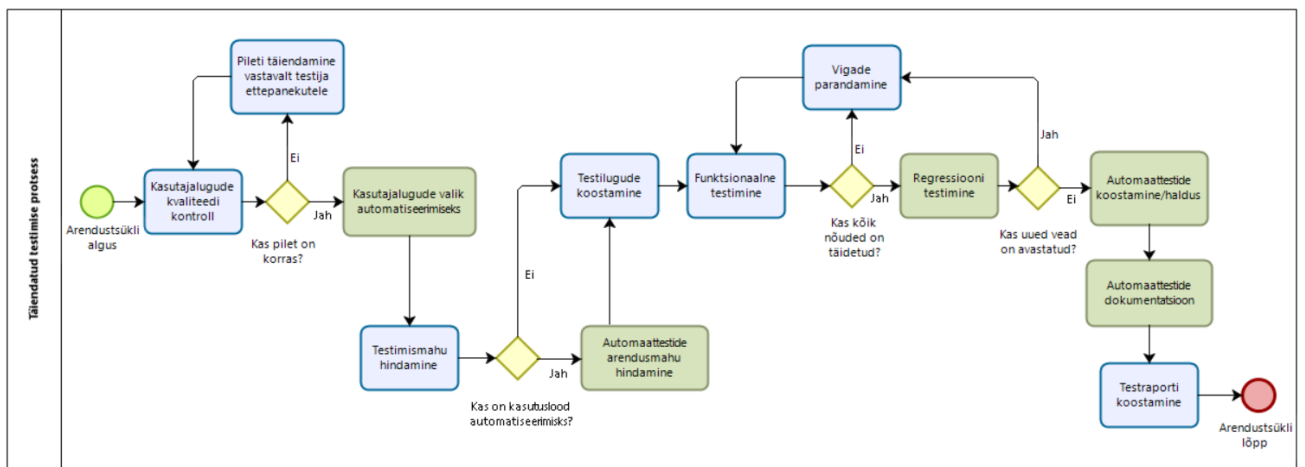 Täiendatud testimise protsess
Arendustsükli
algus
Kasutajalugude
kvaliteedi
kontroll
Pileti täiendamine
vastavalt testija
ettepanekutele
Ei
Jah
Kas pilet on
korras?
Kasutajalugude valik
automatiseerimiseks
Testimismahu
hindamine
Ei
Jah
Kas on kasutuslood
automatiseerimisks?
Automaattestide
arendusmahu
hindamine
Testilugude
koostamine
Funktsionaalne
testimine
Vigade
parandamine
Ei
Jah
Kas kõik
nõuded on
täidetud?
Regressiooni
testimine
Jah
Ei
Kas uued vead
on avastatud?
Automaattestide
koostamine/haldus
Automaattestide
dokumentatsioon
Testraporti
koostamine
Arendustsükli
lõpp